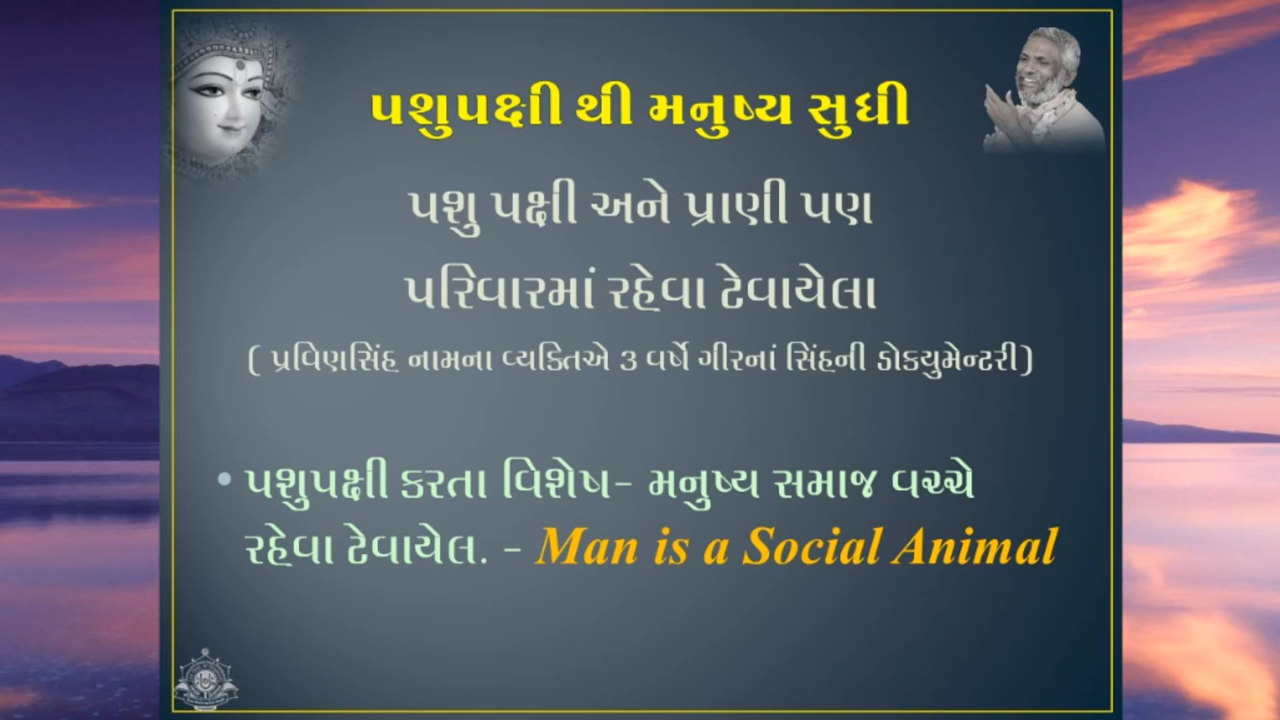 પશુપક્ષી થી મનુષ્ય સુધી
પશુ પક્ષી અને પ્રાણી પણ
પરિવારમાં રહેવા ટેવાયેલા
( પ્રવિણસિંહ નામના વ્યક્તિએ 3 વર્ષે ગીરનાં સિંહની ડોક્યુમેન્ટરી)
• પશુપક્ષી કરતા વિશેષ- મનુષ્ય સમાજ વચ્ચે
રહેવા ટેવાયેલ. - Man is a Social Animal